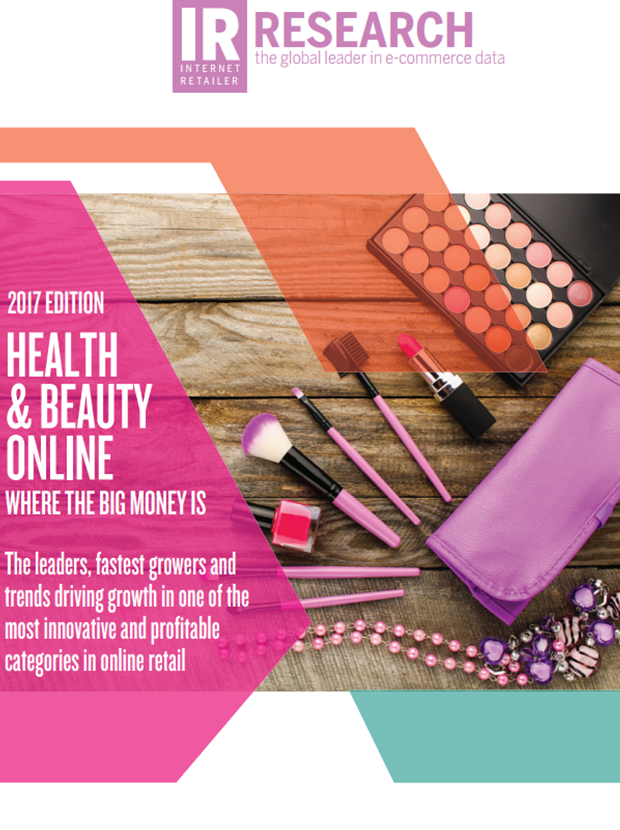 IR RESEARCH
INTERNET
RETAILER
the global leader in e-commerce data
2017 EDITION
HEALTH
& BEAUTY
ONLINE
WHERE THE BIG MONEY IS
The leaders, fastest growers and
trends driving growth in one of the
most innovative and profitable
categories in online retail